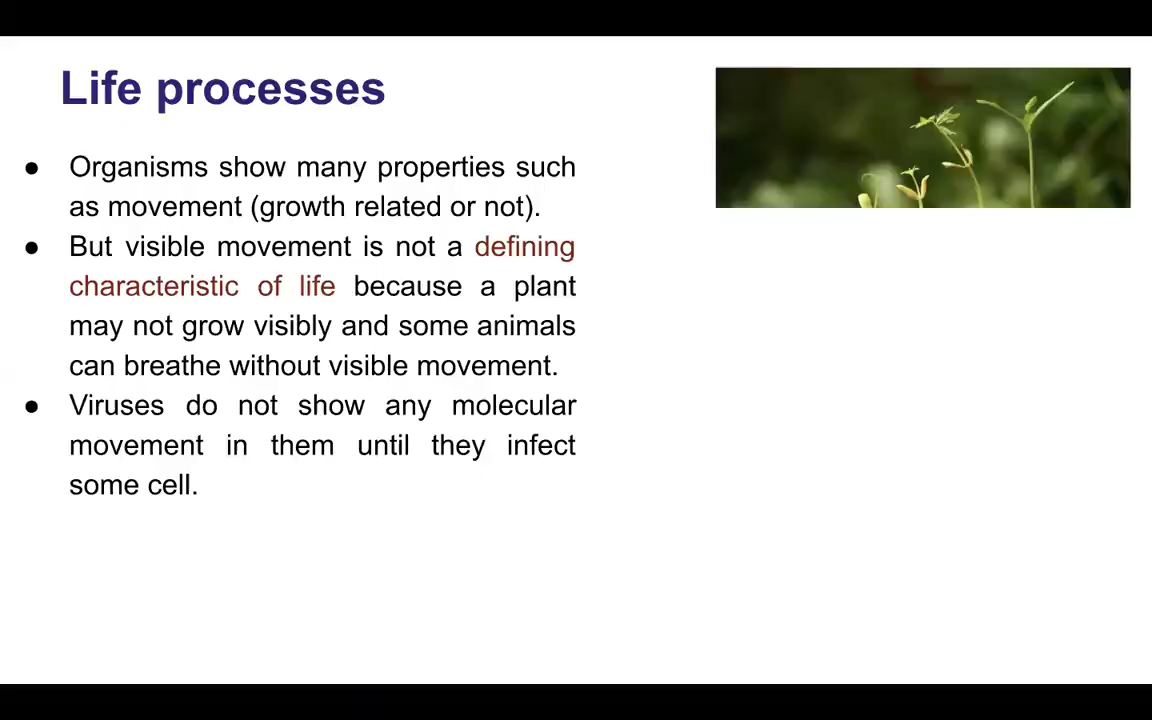 Life processes
● Organisms show many properties such
as movement (growth related or not).
● But visible movement is not a defining
characteristic of life because a plant
may not grow visibly and some animals
can breathe without visible movement.
● Viruses do not show any molecular
movement in them until they infect
some cell.